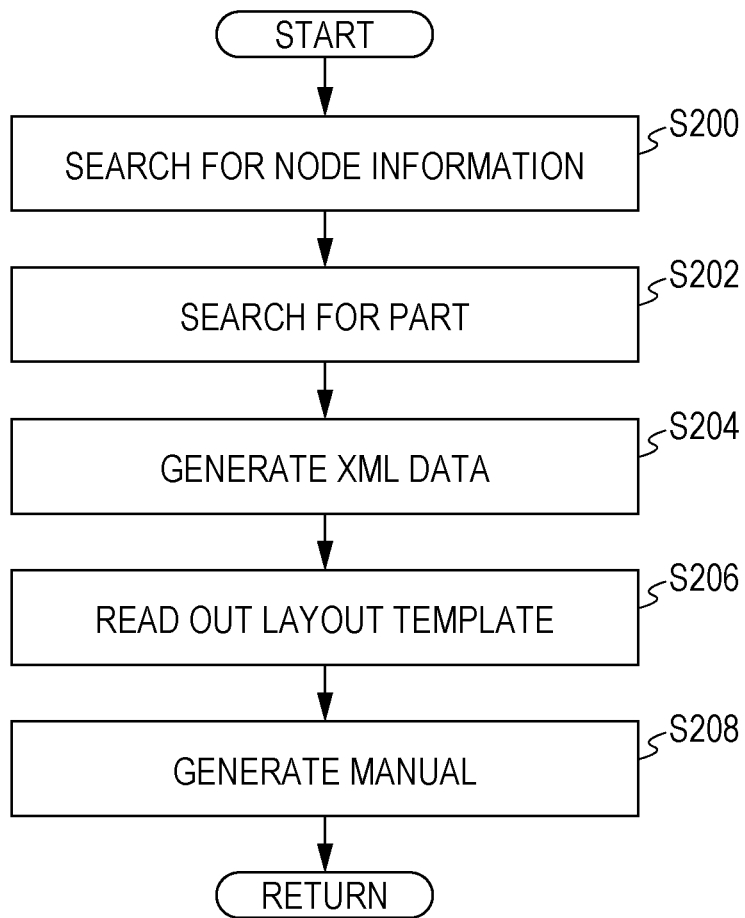 START
S200
SEARCH FOR NODE INFORMATION
S202
SEARCH FOR PART
S204
GENERATE XML DATA
S206
READ OUT LAYOUT TEMPLATE
S208
GENERATE MANUAL
RETURN